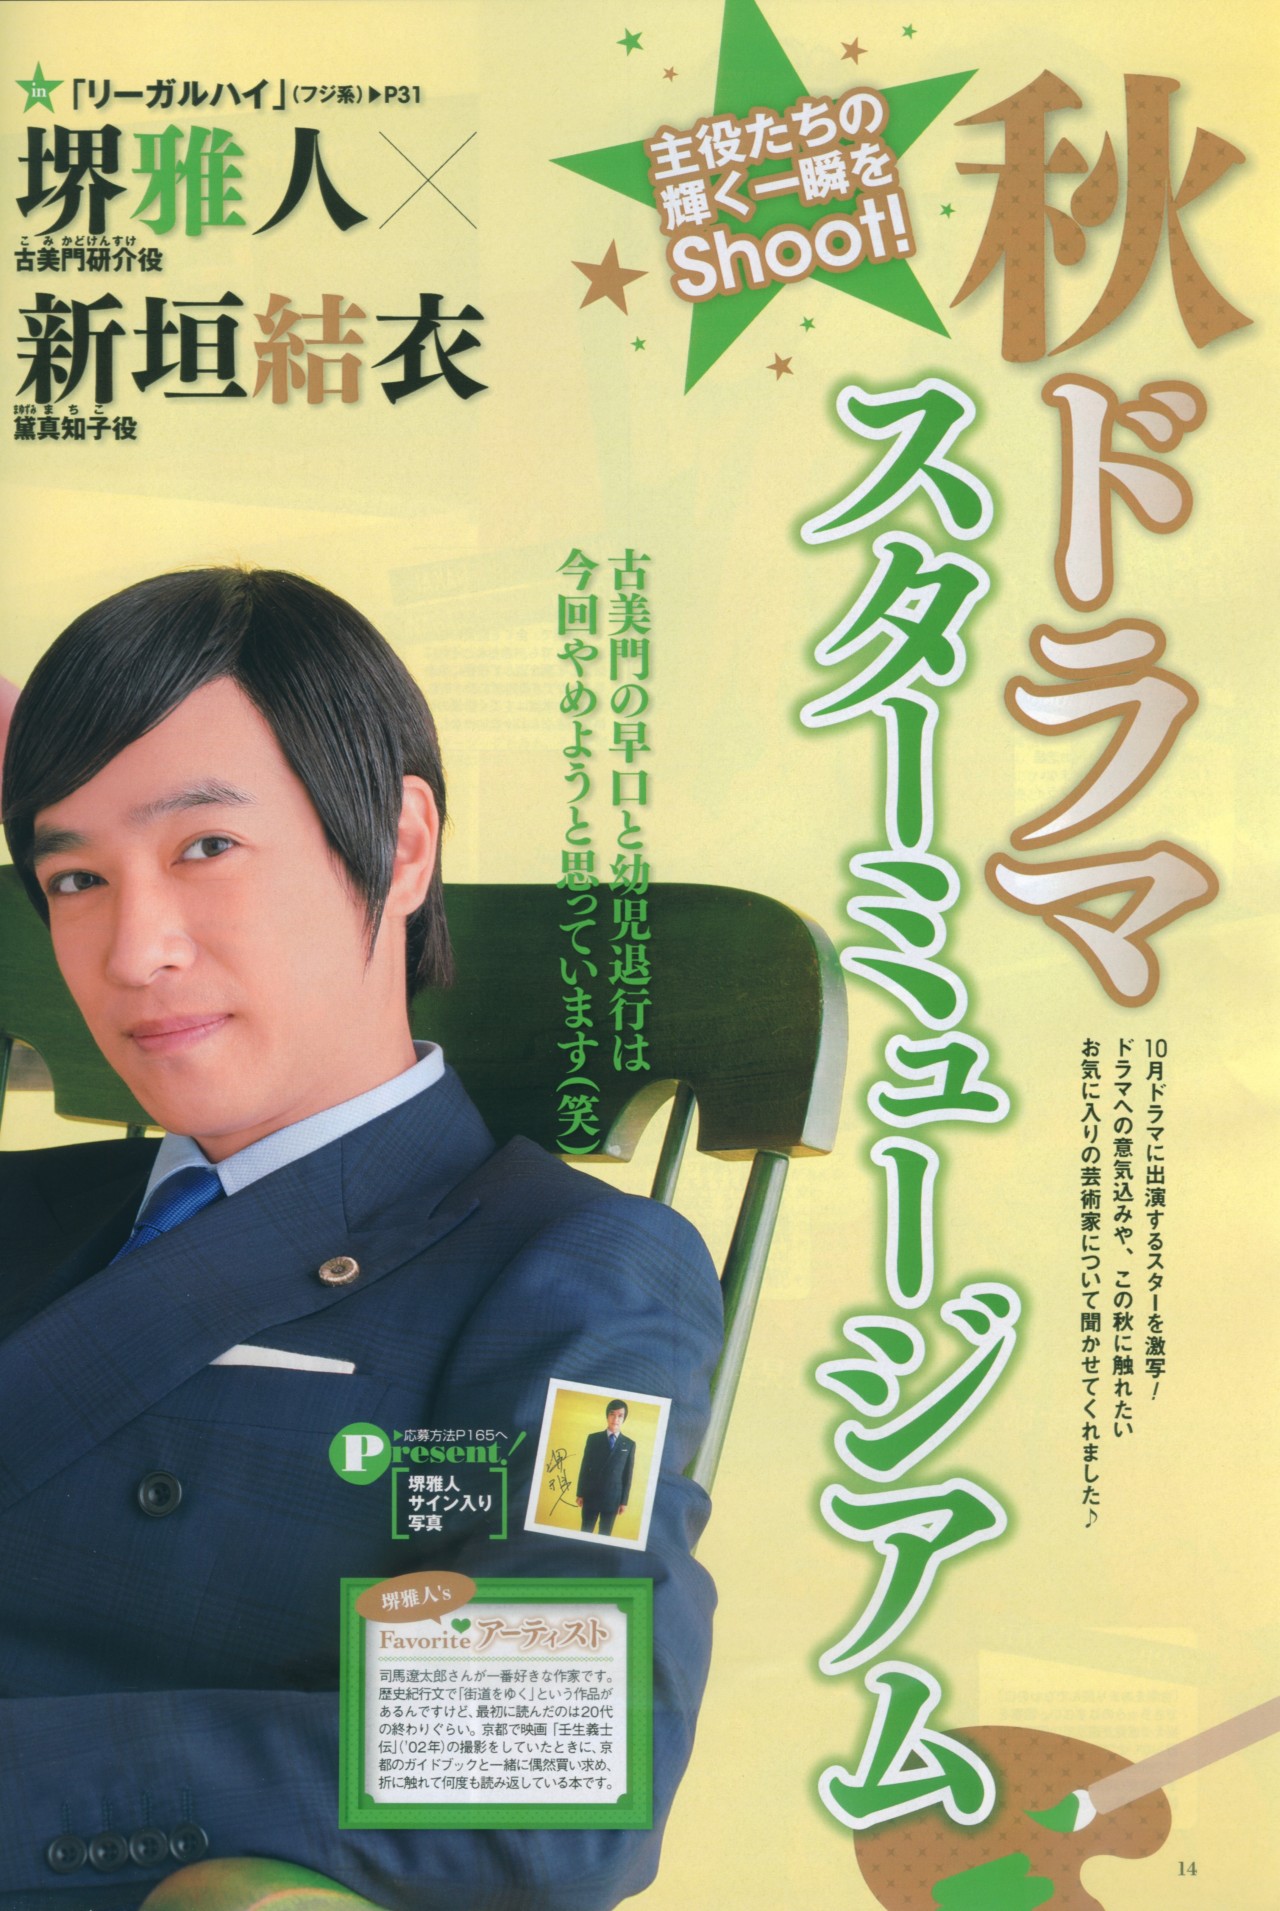 秋ドラマ
スターミュージアム
主役たちの
輝く一瞬を
Shoot!
in「リーガルハイ」(フジ系)▶P31
堺雅人×
こみかどけんすけ
古美門研介役
新垣結衣
まゆずみまちこ
黛真知子役
10月ドラマに出演するスターを激写!
ドラマへの意気込みや、この秋に触れたい
お気に入りの芸術家について聞かせてくれました♪
古美門の早口と幼児退行は
今回やめようと思っています(笑)
▶応募方法P165へ
Present!
堺雅人
サイン入り
写真
堺雅人
堺雅人's
Favorite アーティスト
司馬遼太郎さんが一番好きな作家です。
歴史紀行文で「街道をゆく」という作品が
あるんですけど、最初に読んだのは20代
の終わりぐらい。京都で映画「壬生義士
伝」('02年)の撮影をしていたときに、京
都のガイドブックと一緒に偶然買い求め、
折に触れて何度も読み返している本です。
14